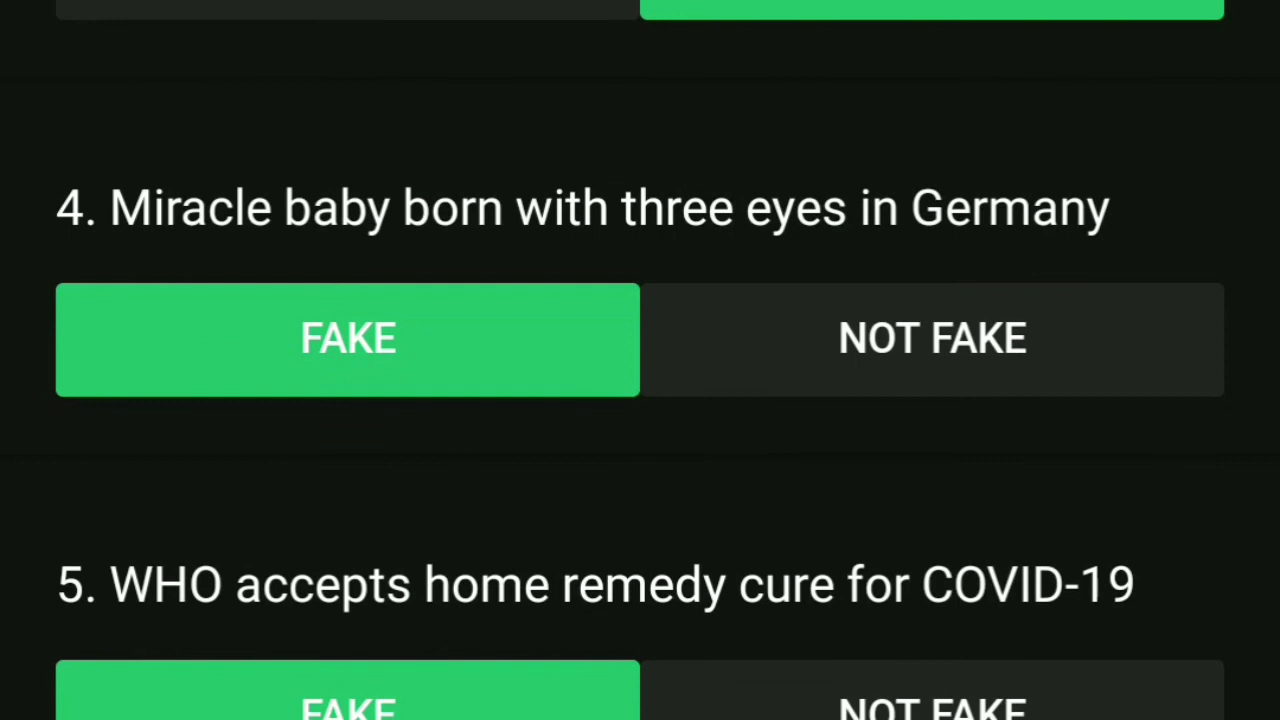 4. Miracle baby born with three eyes in Germany
FAKE
NOT FAKE
5. WHO accepts home remedy cure for COVID-19
FAKE
NOT FAKE